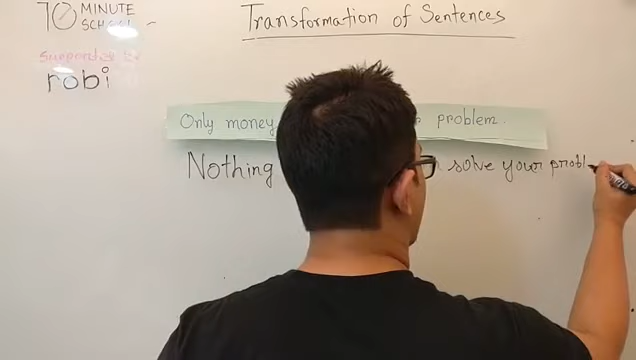 10 MINUTE
SCHOOL
Transformation of Sentences
Supported by
robi
Only money problem.
Nothing solve your probl